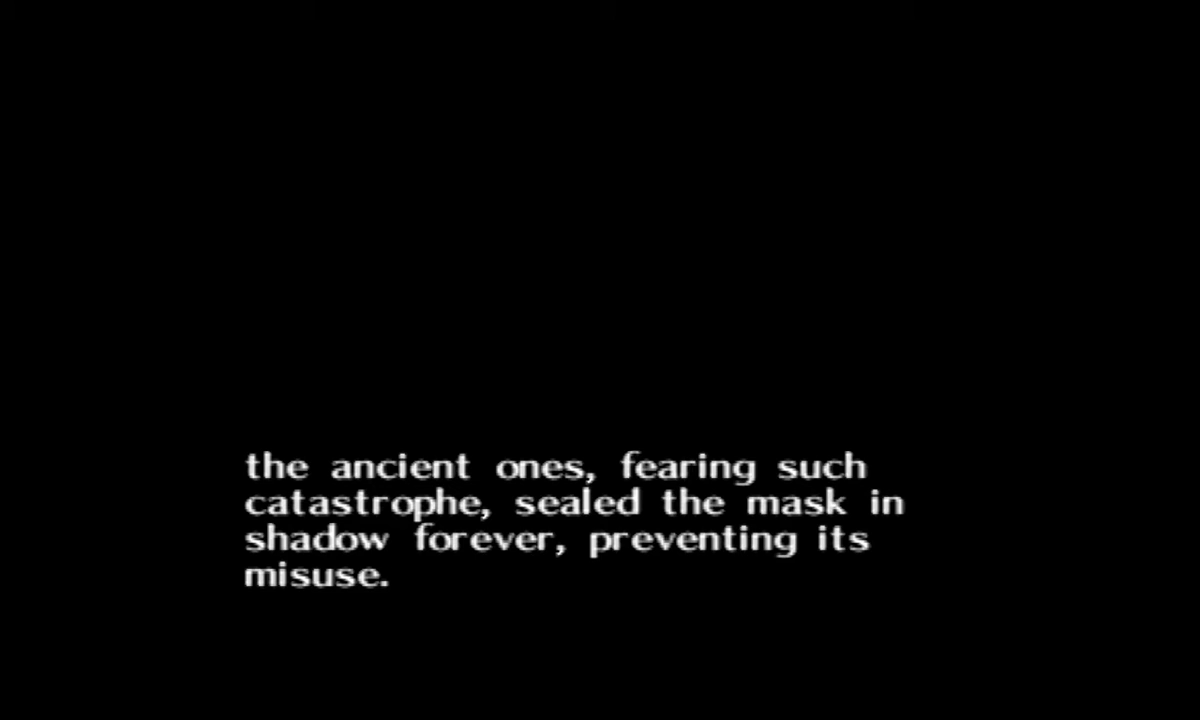 the ancient ones, fearing such
catastrophe, sealed the mask in
shadow forever, preventing its
misuse.